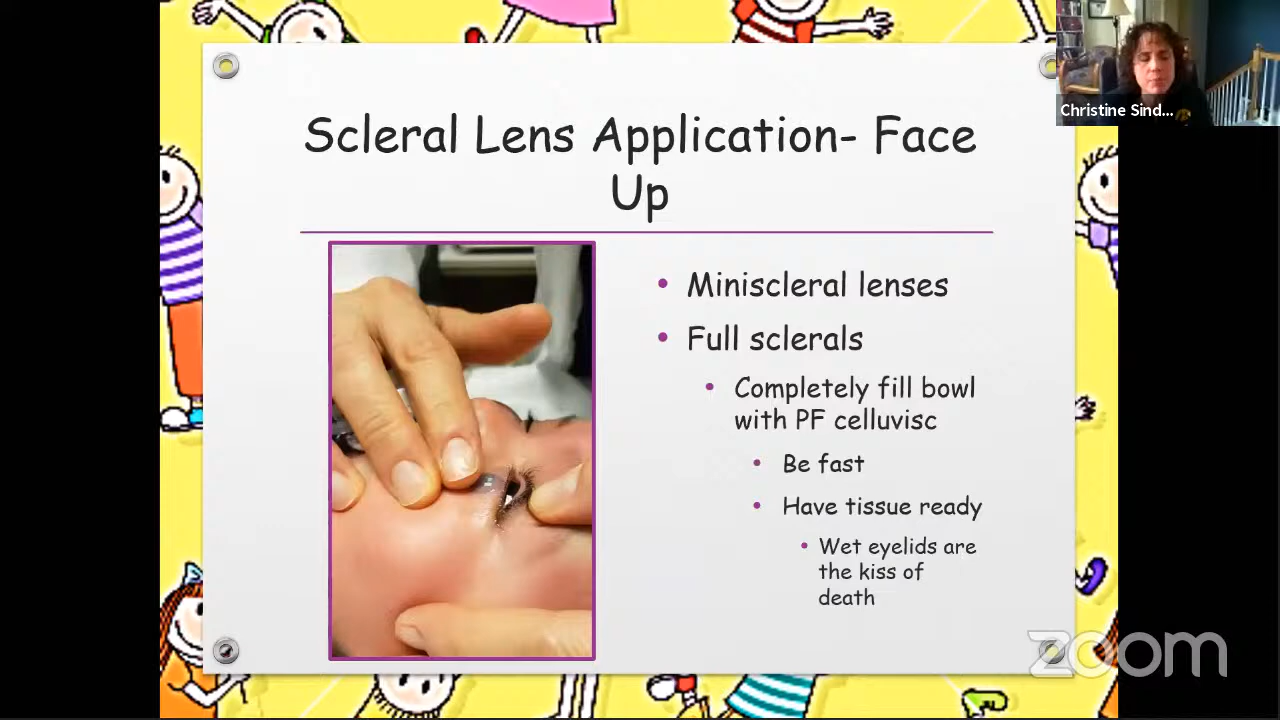 Christine Sind...
Scleral Lens Application- Face
Up
• Miniscleral lenses
• Full sclerals
• Completely fill bowl
with PF celluvisc
• Be fast
• Have tissue ready
• Wet eyelids are
the kiss of
death
zoom